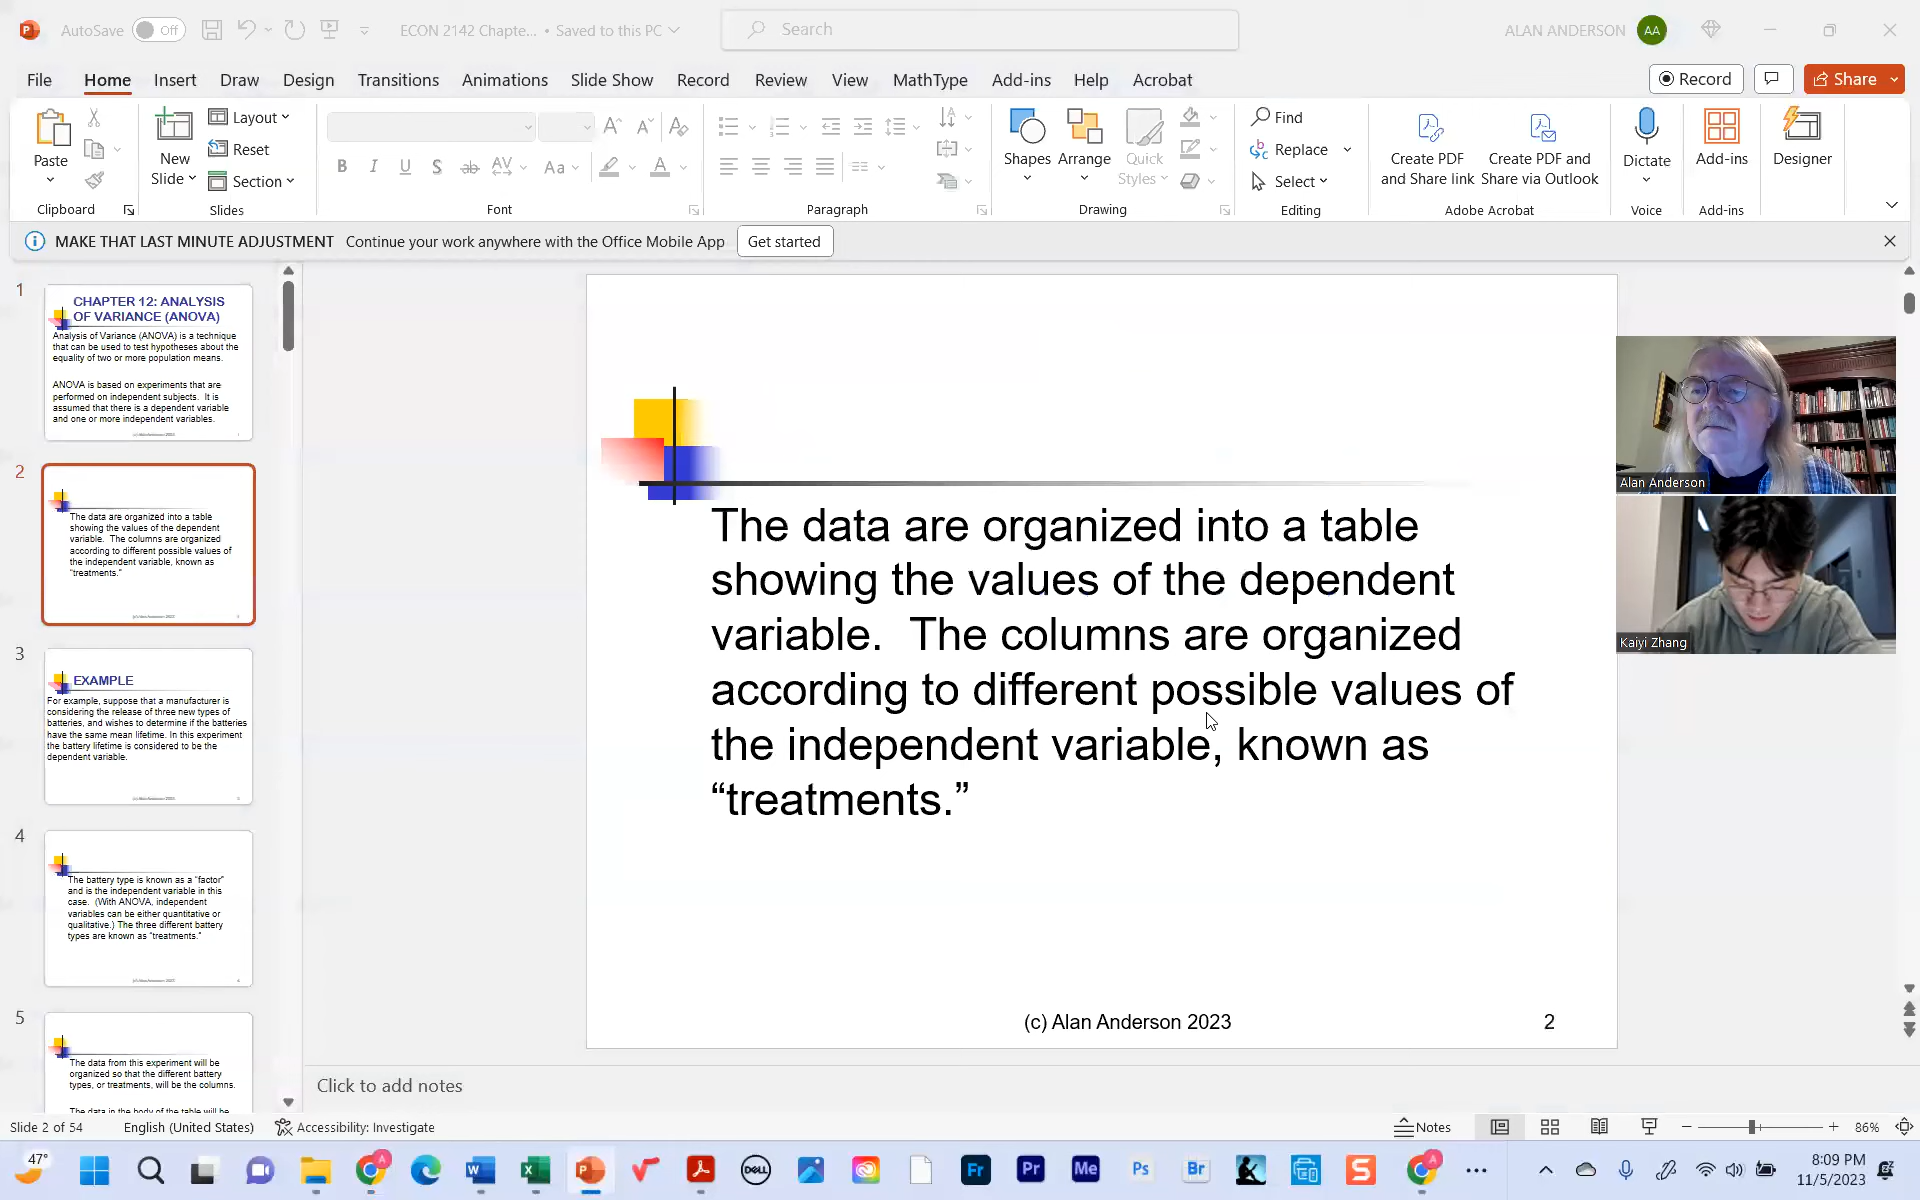 AutoSave Off ECON 2142 Chapte... • Saved to this PC Search ALAN ANDERSON AA
File Home Insert Draw Design Transitions Animations Slide Show Record Review View MathType Add-ins Help Acrobat Record Share
Paste New Slide Layout Reset Section
Clipboard Slides
B I U S ab AV Aa A
Font
Paragraph
Shapes Arrange Quick Styles
Drawing
Find
Replace
Select
Editing
Create PDF and Share link Create PDF and Share via Outlook
Adobe Acrobat
Dictate
Voice
Add-ins
Add-ins
Designer
MAKE THAT LAST MINUTE ADJUSTMENT Continue your work anywhere with the Office Mobile App Get started
1
CHAPTER 12: ANALYSIS
OF VARIANCE (ANOVA)
Analysis of Variance (ANOVA) is a technique
that can be used to test hypotheses about the
equality of two or more population means.
ANOVA is based on experiments that are
performed on independent subjects. It is
assumed that there is a dependent variable
and one or more independent variables.
2
The data are organized into a table
showing the values of the dependent
variable. The columns are organized
according to different possible values of
the independent variable, known as
"treatments."
3
EXAMPLE
For example, suppose that a manufacturer is
considering the release of three new types of
batteries, and wishes to determine if the batteries
have the same mean lifetime. In this experiment
the battery lifetime is considered to be the
dependent variable.
4
The battery type is known as a "factor"
and is the independent variable in this
case. (With ANOVA, independent
variables can be either quantitative or
qualitative.) The three different battery
types are known as "treatments."
5
The data from this experiment will be
organized so that the different battery
types, or treatments, will be the columns.
The data in the body of the table will be
The data are organized into a table
showing the values of the dependent
variable. The columns are organized
according to different possible values of
the independent variable, known as
“treatments.”
(c) Alan Anderson 2023 2
Alan Anderson
Kaiyi Zhang
Click to add notes
Slide 2 of 54 English (United States) Accessibility: Investigate Notes 86%
47° DELL Fr Pr Me Ps Br S
8:09 PM
11/5/2023